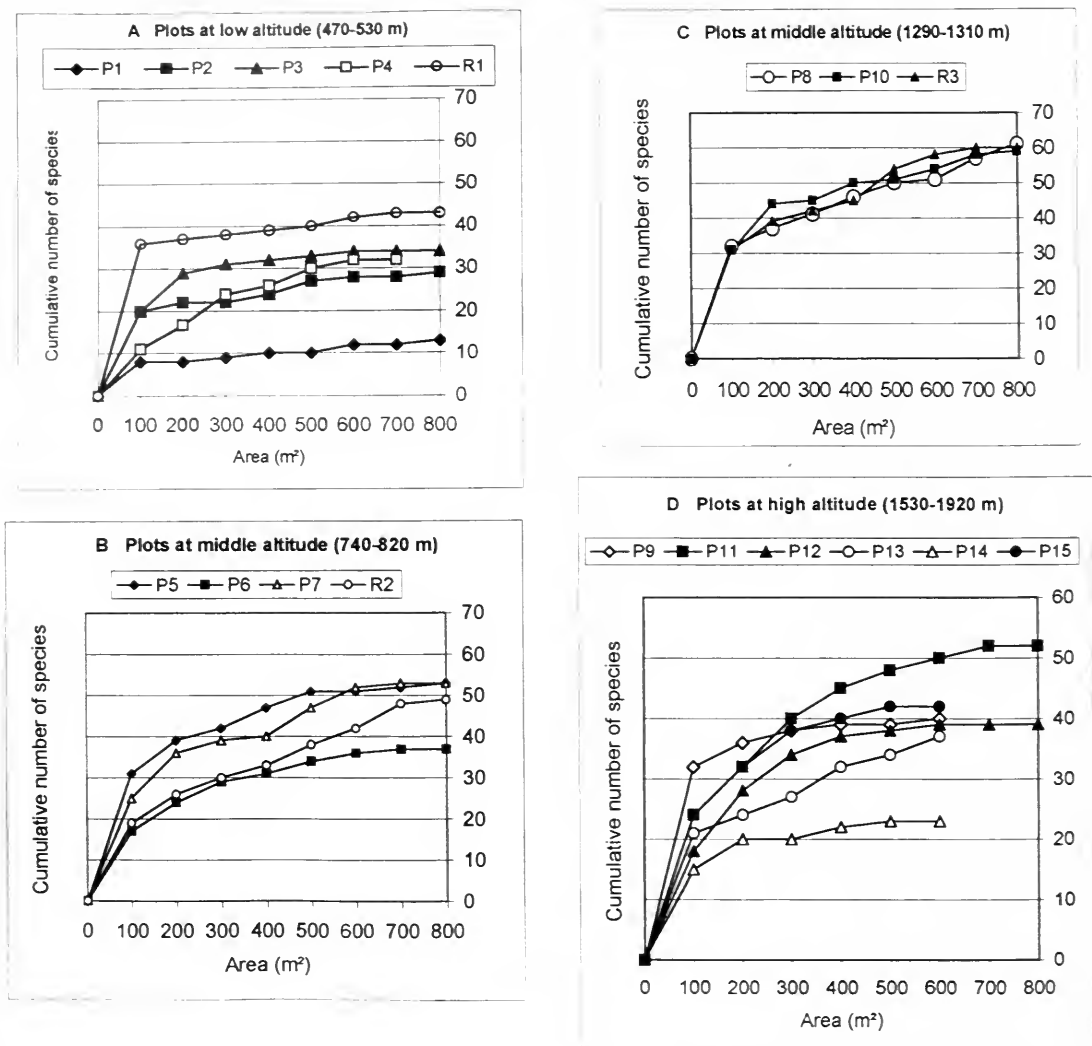 A Plots at low altitude (470-530 m)
P1 P2 P3 P4 R1
Cumulative number of species
70
60
50
40
30
20
10
0
0 100 200 300 400 500 600 700 800
Area (m²)
B Plots at middle altitude (740-820 m)
P5 P6 P7 R2
Cumulative number of species
70
60
50
40
30
20
10
0
0 100 200 300 400 500 600 700 800
Area (m²)
C Plots at middle altitude (1290-1310 m)
P8 P10 R3
Cumulative number of species
70
60
50
40
30
20
10
0
0 100 200 300 400 500 600 700 800
Area (m²)
D Plots at high altitude (1530-1920 m)
P9 P11 P12 P13 P14 P15
Cumulative number of species
60
50
40
30
20
10
0
0 100 200 300 400 500 600 700 800
Area (m²)